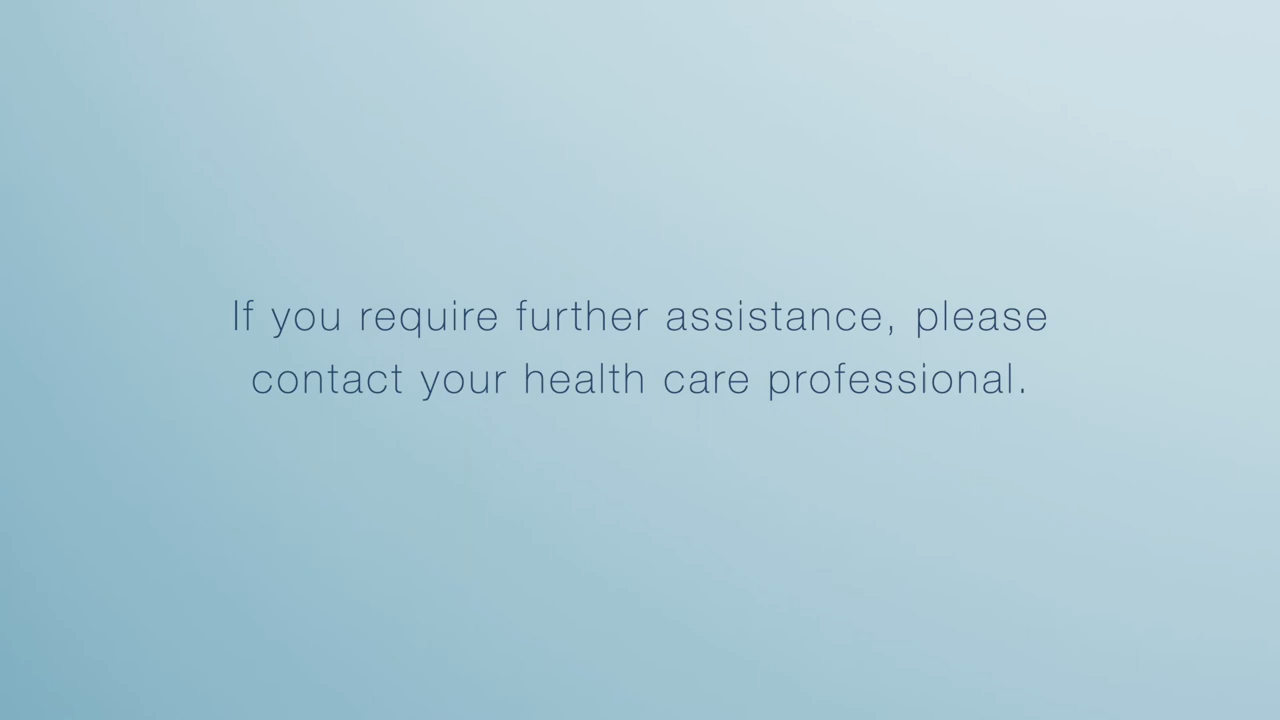 If you require further assistance, please
contact your health care professional.